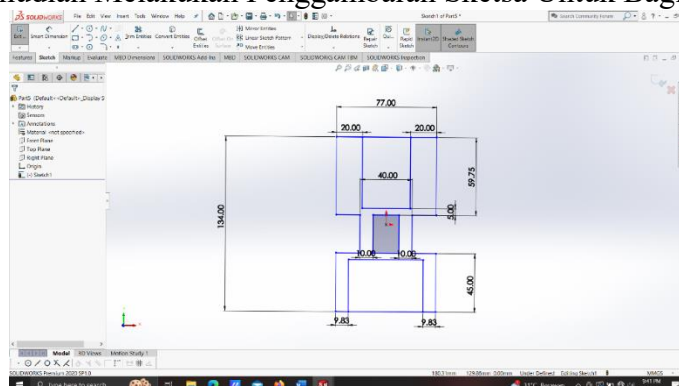 Kemudian Melakukan Penggambaran Sketsa Untuk Bagi
SOLIDWORKS File Edit View Insert Tools Window Help
Sketch1 of Part5 *
Search Community Forum
Smart Dimension
Trim Entities Convert Entities
Offset Entities
Mirror Entities
Linear Sketch Pattern
Move Entities
Display/Delete Relations
Repair Sketch
Rapid Sketch
Instant2D
Shaded Sketch Contours
Features Sketch Markup Evaluate MBD Dimensions SOLIDWORKS Add-Ins MBD SOLIDWORKS CAM SOLIDWORKS CAM TBM SOLIDWORKS Inspection
Part5 (Default<<Default>_Display S
History
Sensors
Annotations
Material <not specified>
Front Plane
Top Plane
Right Plane
Origin
(-) Sketch1
77.00
20.00 20.00
40.00
59.75
5.00
134.00
10.00 10.00
45.00
9.83 9.83
Model 3D Views Motion Study 1
SOLIDWORKS Premium 2020 SP1.0
Under Defined Editing Sketch1
MMGS
Type here to search
9:41 PM